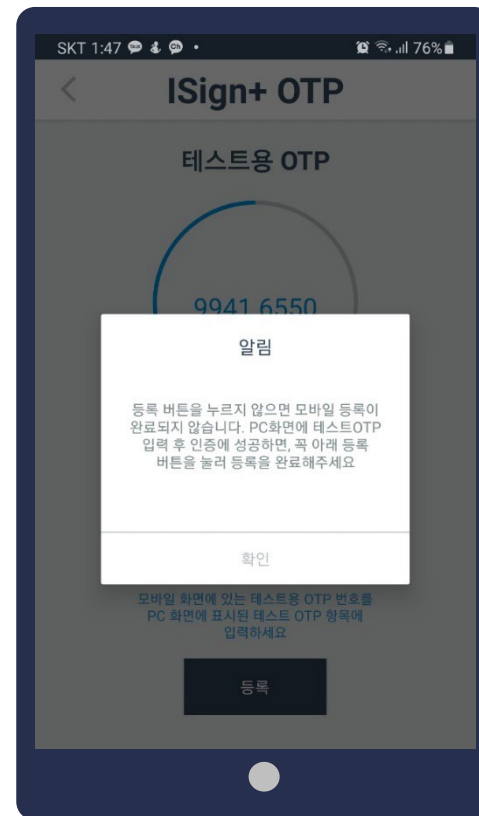 SKT 1:47
76%
ISign+ OTP
테스트용 OTP
9941 6550
알림
등록 버튼을 누르지 않으면 모바일 등록이
완료되지 않습니다. PC화면에 테스트OTP
입력 후 인증에 성공하면, 꼭 아래 등록
버튼을 눌러 등록을 완료해주세요
확인
모바일 화면에 있는 테스트용 OTP 번호를
PC 화면에 표시된 테스트 OTP 항목에
입력하세요
등록